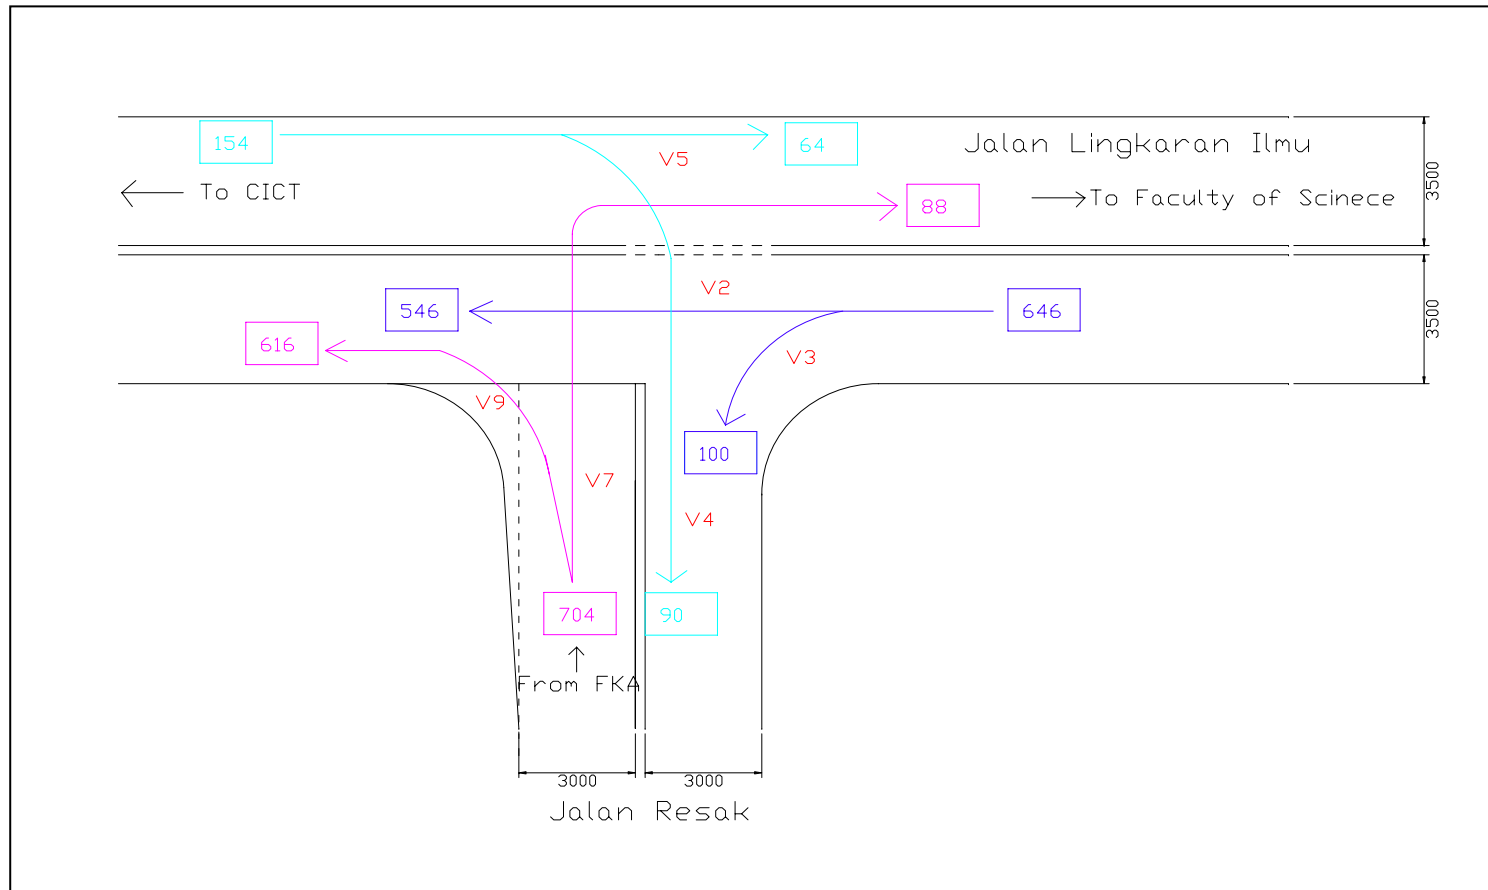 154
64
Jalan Lingkaran Ilmu
V5
To CICT
88
To Faculty of Scinece
3500
V2
546
646
3500
616
V3
V9
100
V7
V4
704
90
From FKA
3000
3000
Jalan Resak